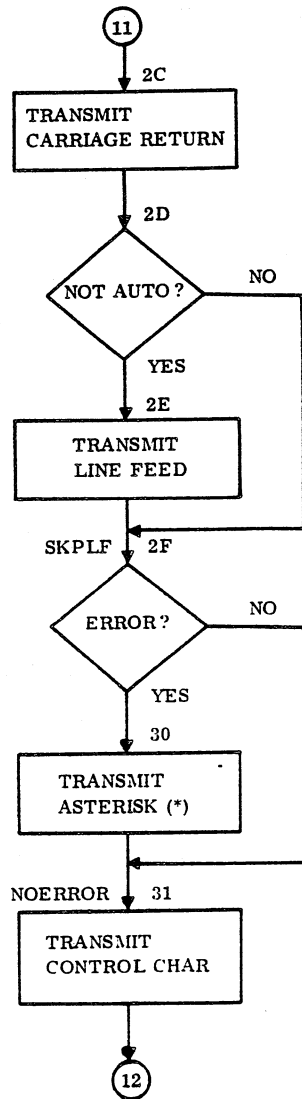 11
2C
TRANSMIT
CARRIAGE RETURN
2D
NOT AUTO?
NO
YES
2E
TRANSMIT
LINE FEED
SKPLF 2F
ERROR?
NO
YES
30
TRANSMIT
ASTERISK (*)
NOERROR 31
TRANSMIT
CONTROL CHAR
12